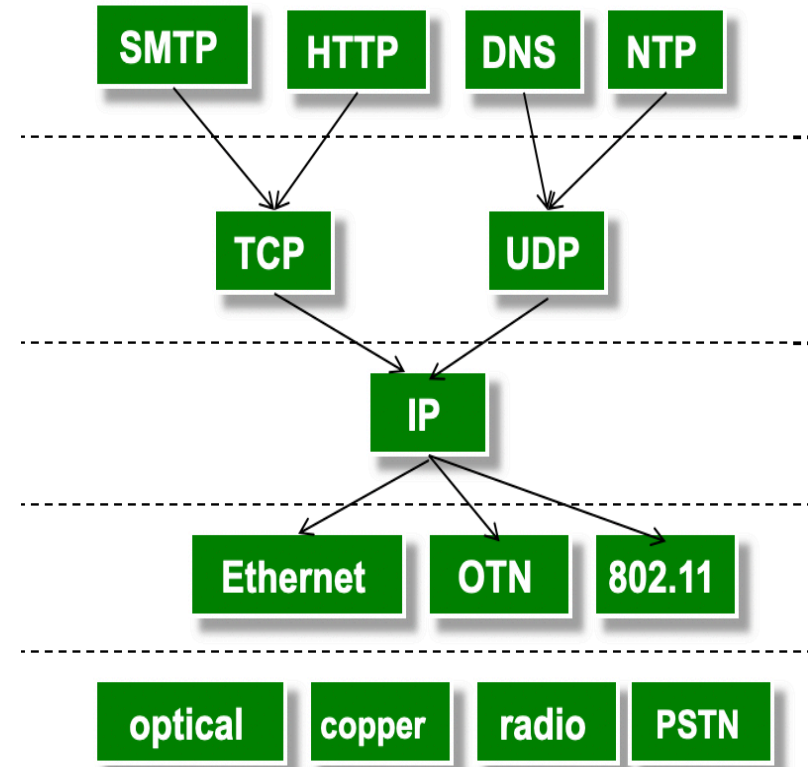 SMTP
HTTP
DNS
NTP
TCP
UDP
IP
Ethernet
OTN
802.11
optical
copper
radio
PSTN